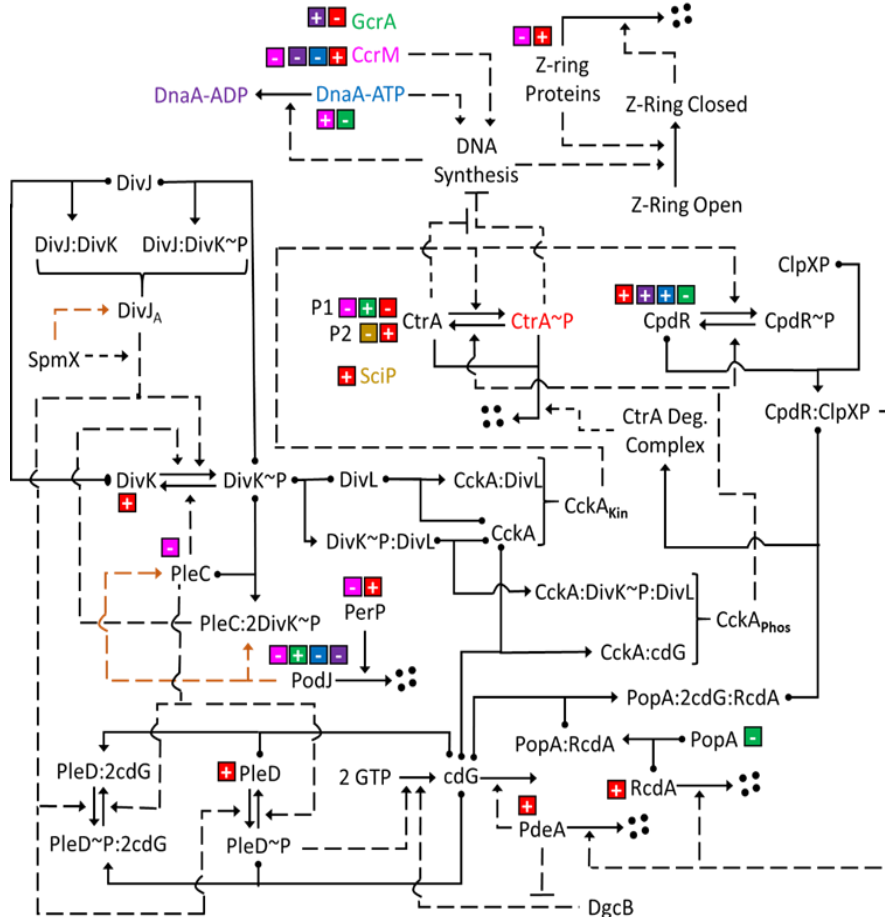 + - GcrA
- - - + CcrM
DnaA-ADP DnaA-ATP
+ -
- +
Z-ring
Proteins
Z-Ring Closed
DNA
Synthesis
Z-Ring Open
DivJ
DivJ:DivK DivJ:DivK~P
DivJA
SpmX
P1 - + -
P2 - +
CtrA CtrA~P
+ SciP
+ + + -
CpdR CpdR~P
ClpXP
CtrA Deg.
Complex
CpdR:ClpXP
DivK DivK~P
+
DivL
CckA:DivL
CckAKin
DivK~P:DivL
CckA
-
PleC
PleC:2DivK~P
- +
PerP
- + - -
PodJ
CckA:DivK~P:DivL
CckAPhos
CckA:cdG
PopA:2cdG:RcdA
PopA:RcdA PopA -
PleD:2cdG
+ PleD
2 GTP cdG
+ RcdA
+
PdeA
PleD~P:2cdG PleD~P
DgcB